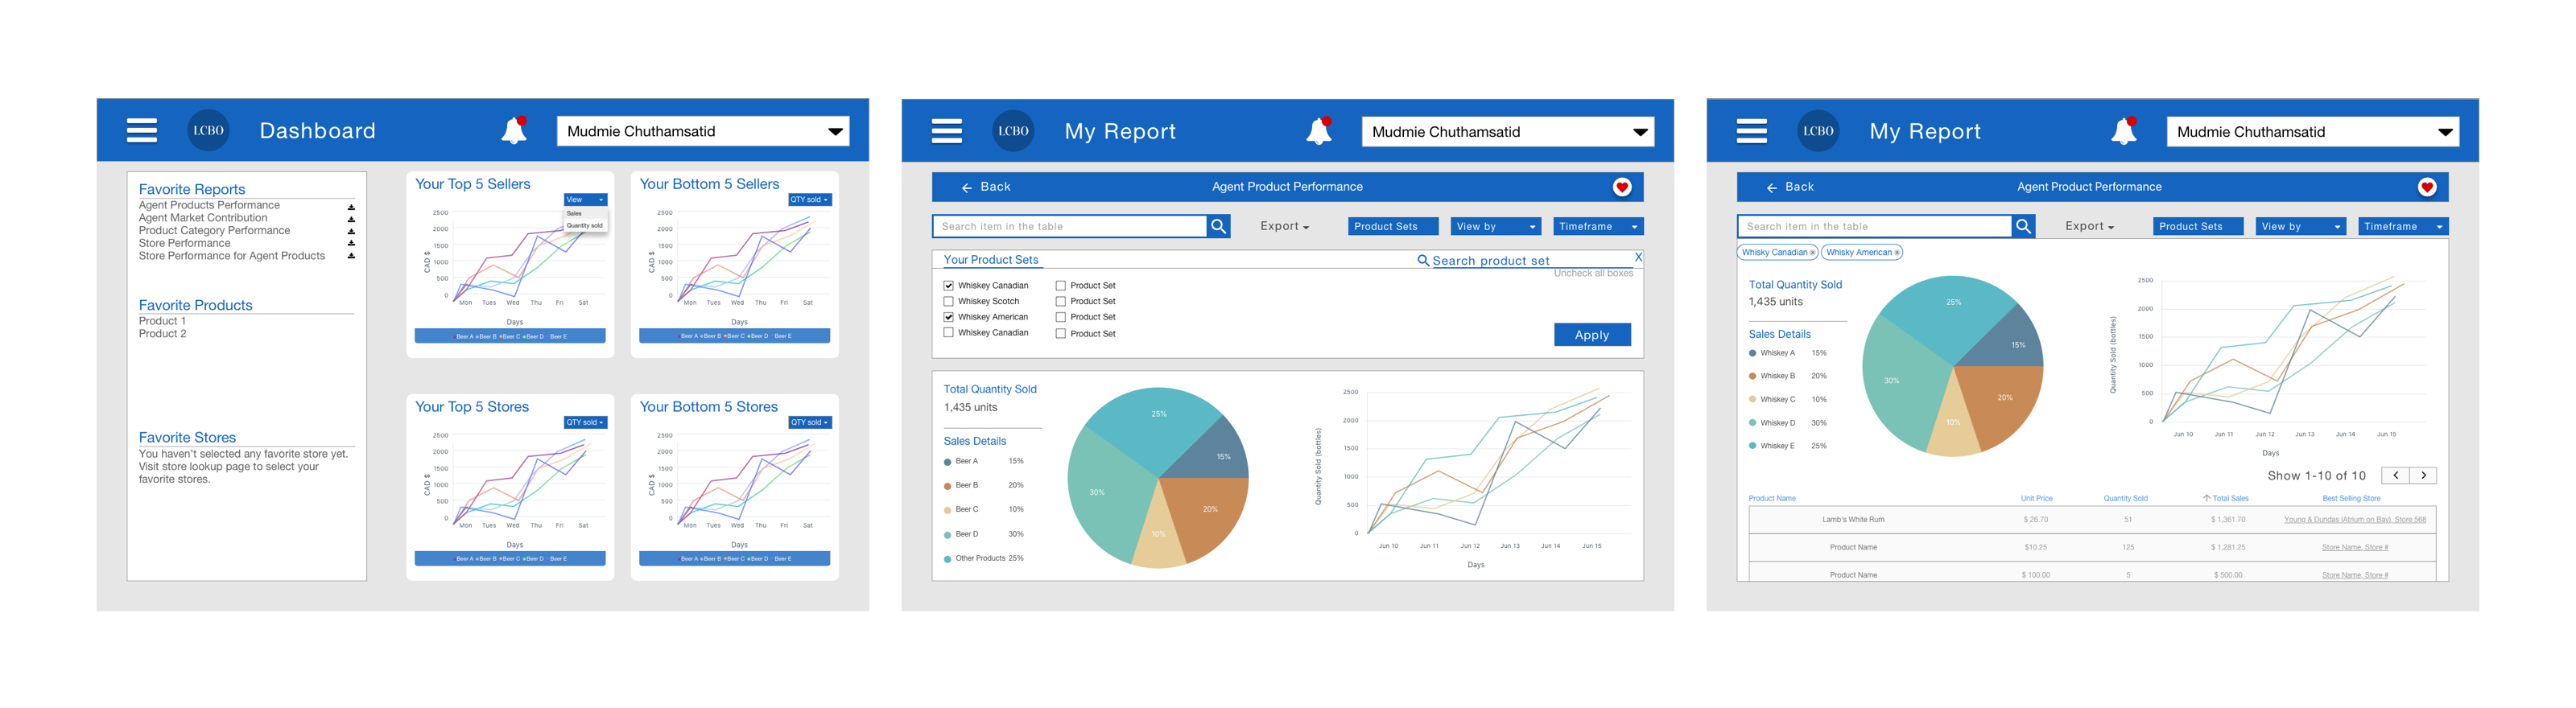 LCBO
Dashboard
Mudmie Chuthamsatid
Favorite Reports
Agent Products Performance
Agent Market Contribution
Product Category Performance
Store Performance
Store Performance for Agent Products
Favorite Products
Product 1
Product 2
Favorite Stores
You haven't selected any favorite store yet.
Visit store lookup page to select your
favorite stores.
Your Top 5 Sellers
View
Sales
Quantity sold
2500
2000
1500
1000
500
0
CAD $
Mon Tues Wed Thu Fri Sat
Days
Beer A Beer B Beer C Beer D Beer E
Your Bottom 5 Sellers
QTY sold
2500
2000
1500
1000
500
0
CAD $
Mon Tues Wed Thu Fri Sat
Days
Beer A Beer B Beer C Beer D Beer E
Your Top 5 Stores
QTY sold
2500
2000
1500
1000
500
0
CAD $
Mon Tues Wed Thu Fri Sat
Days
Beer A Beer B Beer C Beer D Beer E
Your Bottom 5 Stores
QTY sold
2500
2000
1500
1000
500
0
CAD $
Mon Tues Wed Thu Fri Sat
Days
Beer A Beer B Beer C Beer D Beer E
LCBO
My Report
Mudmie Chuthamsatid
Back
Agent Product Performance
Search item in the table
Export
Product Sets
View by
Timeframe
Your Product Sets
Search product set
X
Uncheck all boxes
Whiskey Canadian Product Set
Whiskey Scotch Product Set
Whiskey American Product Set
Whiskey Canadian Product Set
Apply
Total Quantity Sold
1,435 units
Sales Details
Beer A 15%
Beer B 20%
Beer C 10%
Beer D 30%
Other Products 25%
25%
15%
30%
20%
10%
2500
2000
1500
1000
500
0
Quantity Sold (bottles)
Jun 10 Jun 11 Jun 12 Jun 13 Jun 14 Jun 15
Days
LCBO
My Report
Mudmie Chuthamsatid
Back
Agent Product Performance
Search item in the table
Export
Product Sets
View by
Timeframe
Whisky Canadian
Whisky American
Total Quantity Sold
1,435 units
Sales Details
Whiskey A 15%
Whiskey B 20%
Whiskey C 10%
Whiskey D 30%
Whiskey E 25%
25%
15%
30%
20%
10%
2500
2000
1500
1000
500
0
Quantity Sold (bottles)
Jun 10 Jun 11 Jun 12 Jun 13 Jun 14 Jun 15
Days
Show 1-10 of 10
Product Name Unit Price Quantity Sold Total Sales Best Selling Store
Lamb's White Rum $ 26.70 51 $ 1,361.70 Young & Dundas (Atrium on Bay), Store 568
Product Name $10.25 125 $ 1,281.25 Store Name, Store #
Product Name $ 100.00 5 $ 500.00 Store Name, Store #